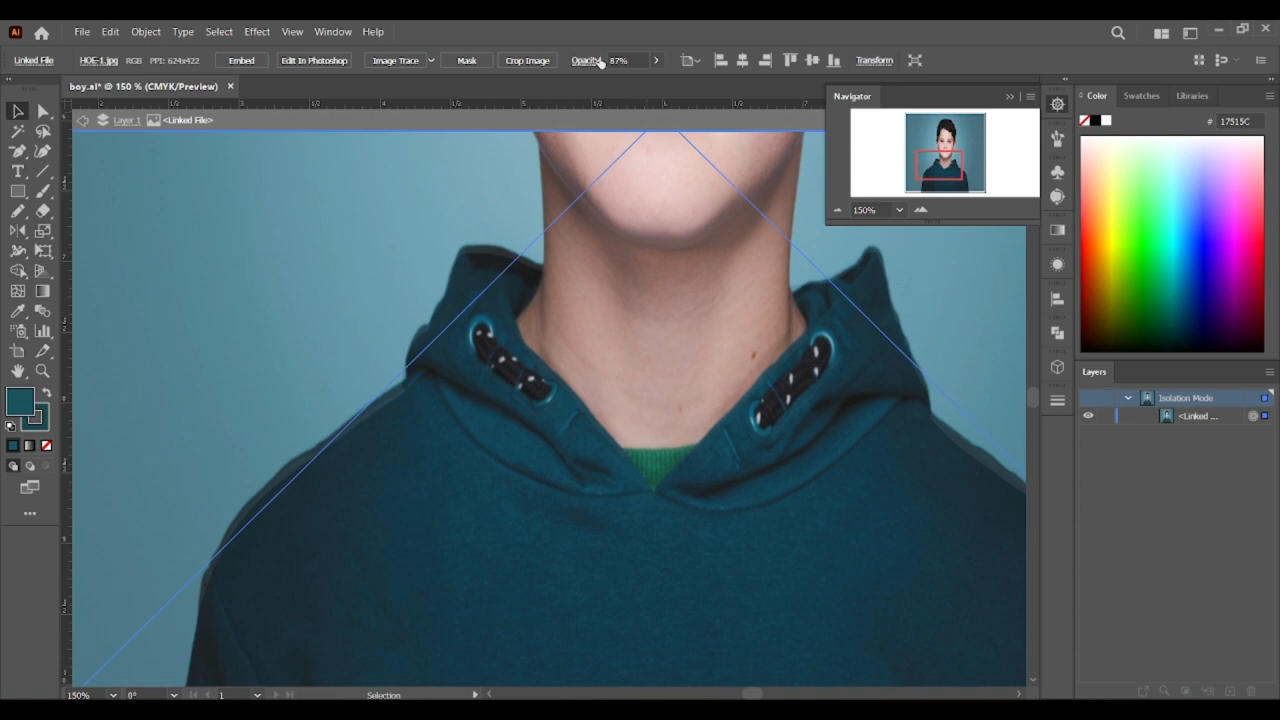 Ai File Edit Object Type Select Effect View Window Help
Linked File HOE-1.jpg RGB PPI: 624x422 Embed Edit In Photoshop Image Trace Mask Crop Image Opacity 87% Transform
boy.ai* @ 150 % (CMYK/Preview)
Layer 1 <Linked File>
Navigator
150%
Color Swatches Libraries
# 17515C
Layers
Isolation Mode
<Linked ...
150% 0° 1 Selection